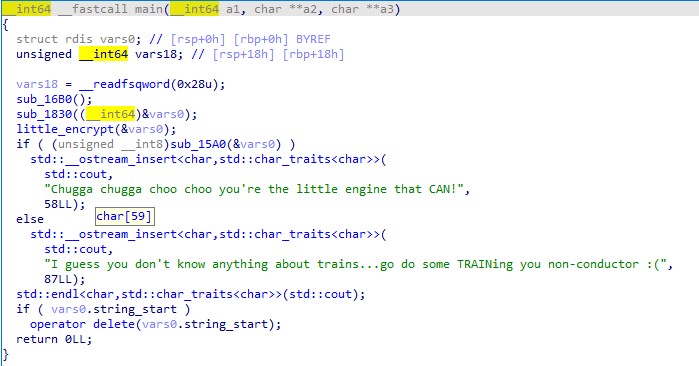 __int64 __fastcall main(__int64 a1, char **a2, char **a3)
{
struct rdis vars0; // [rsp+0h] [rbp+0h] BYREF
unsigned __int64 vars18; // [rsp+18h] [rbp+18h]
vars18 = __readfsqword(0x28u);
sub_16B0();
sub_1830((__int64)&vars0);
little_encrypt(&vars0);
if ( (unsigned __int8)sub_15A0(&vars0) )
std::__ostream_insert<char,std::char_traits<char>>(
std::cout,
"Chugga chugga choo choo you're the little engine that CAN!",
58LL);
else
char[59]
std::__ostream_insert<char,std::char_traits<char>>(
std::cout,
"I guess you don't know anything about trains...go do some TRAINing you non-conductor :(",
87LL);
std::endl<char,std::char_traits<char>>(std::cout);
if ( vars0.string_start )
operator delete(vars0.string_start);
return 0LL;
}